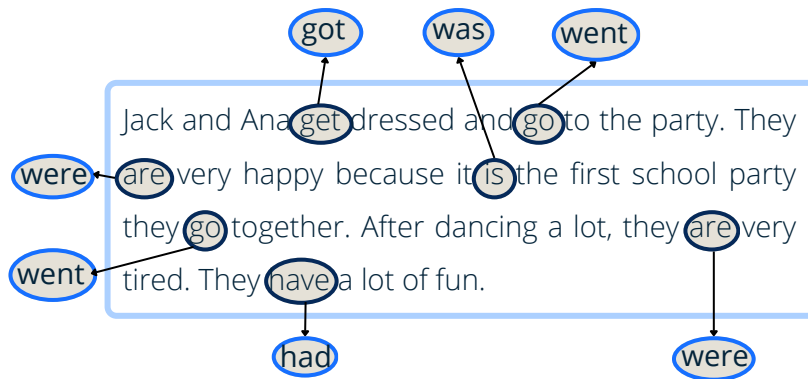 got was went
Jack and Ana get dressed and go to the party. They
were are very happy because it is the first school party
they go together. After dancing a lot, they are very
went tired. They have a lot of fun.
had were